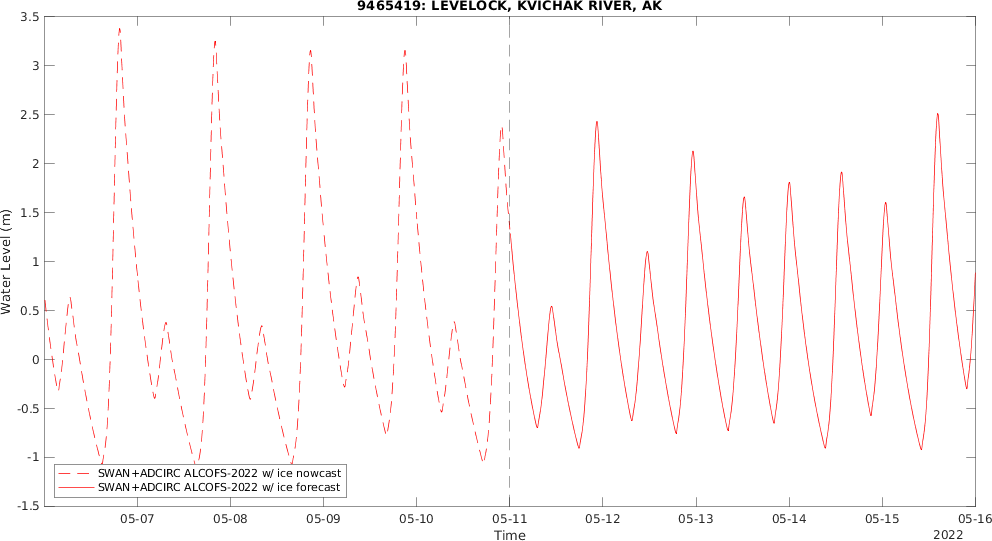 9465419: LEVELOCK, KVICHAK RIVER, AK
3.5
3
2.5
2
1.5
1
0.5
0
-0.5
-1
-1.5
Water Level (m)
SWAN+ADCIRC ALCOFS-2022 w/ ice nowcast
SWAN+ADCIRC ALCOFS-2022 w/ ice forecast
05-07 05-08 05-09 05-10 05-11 05-12 05-13 05-14 05-15 05-16
Time
2022